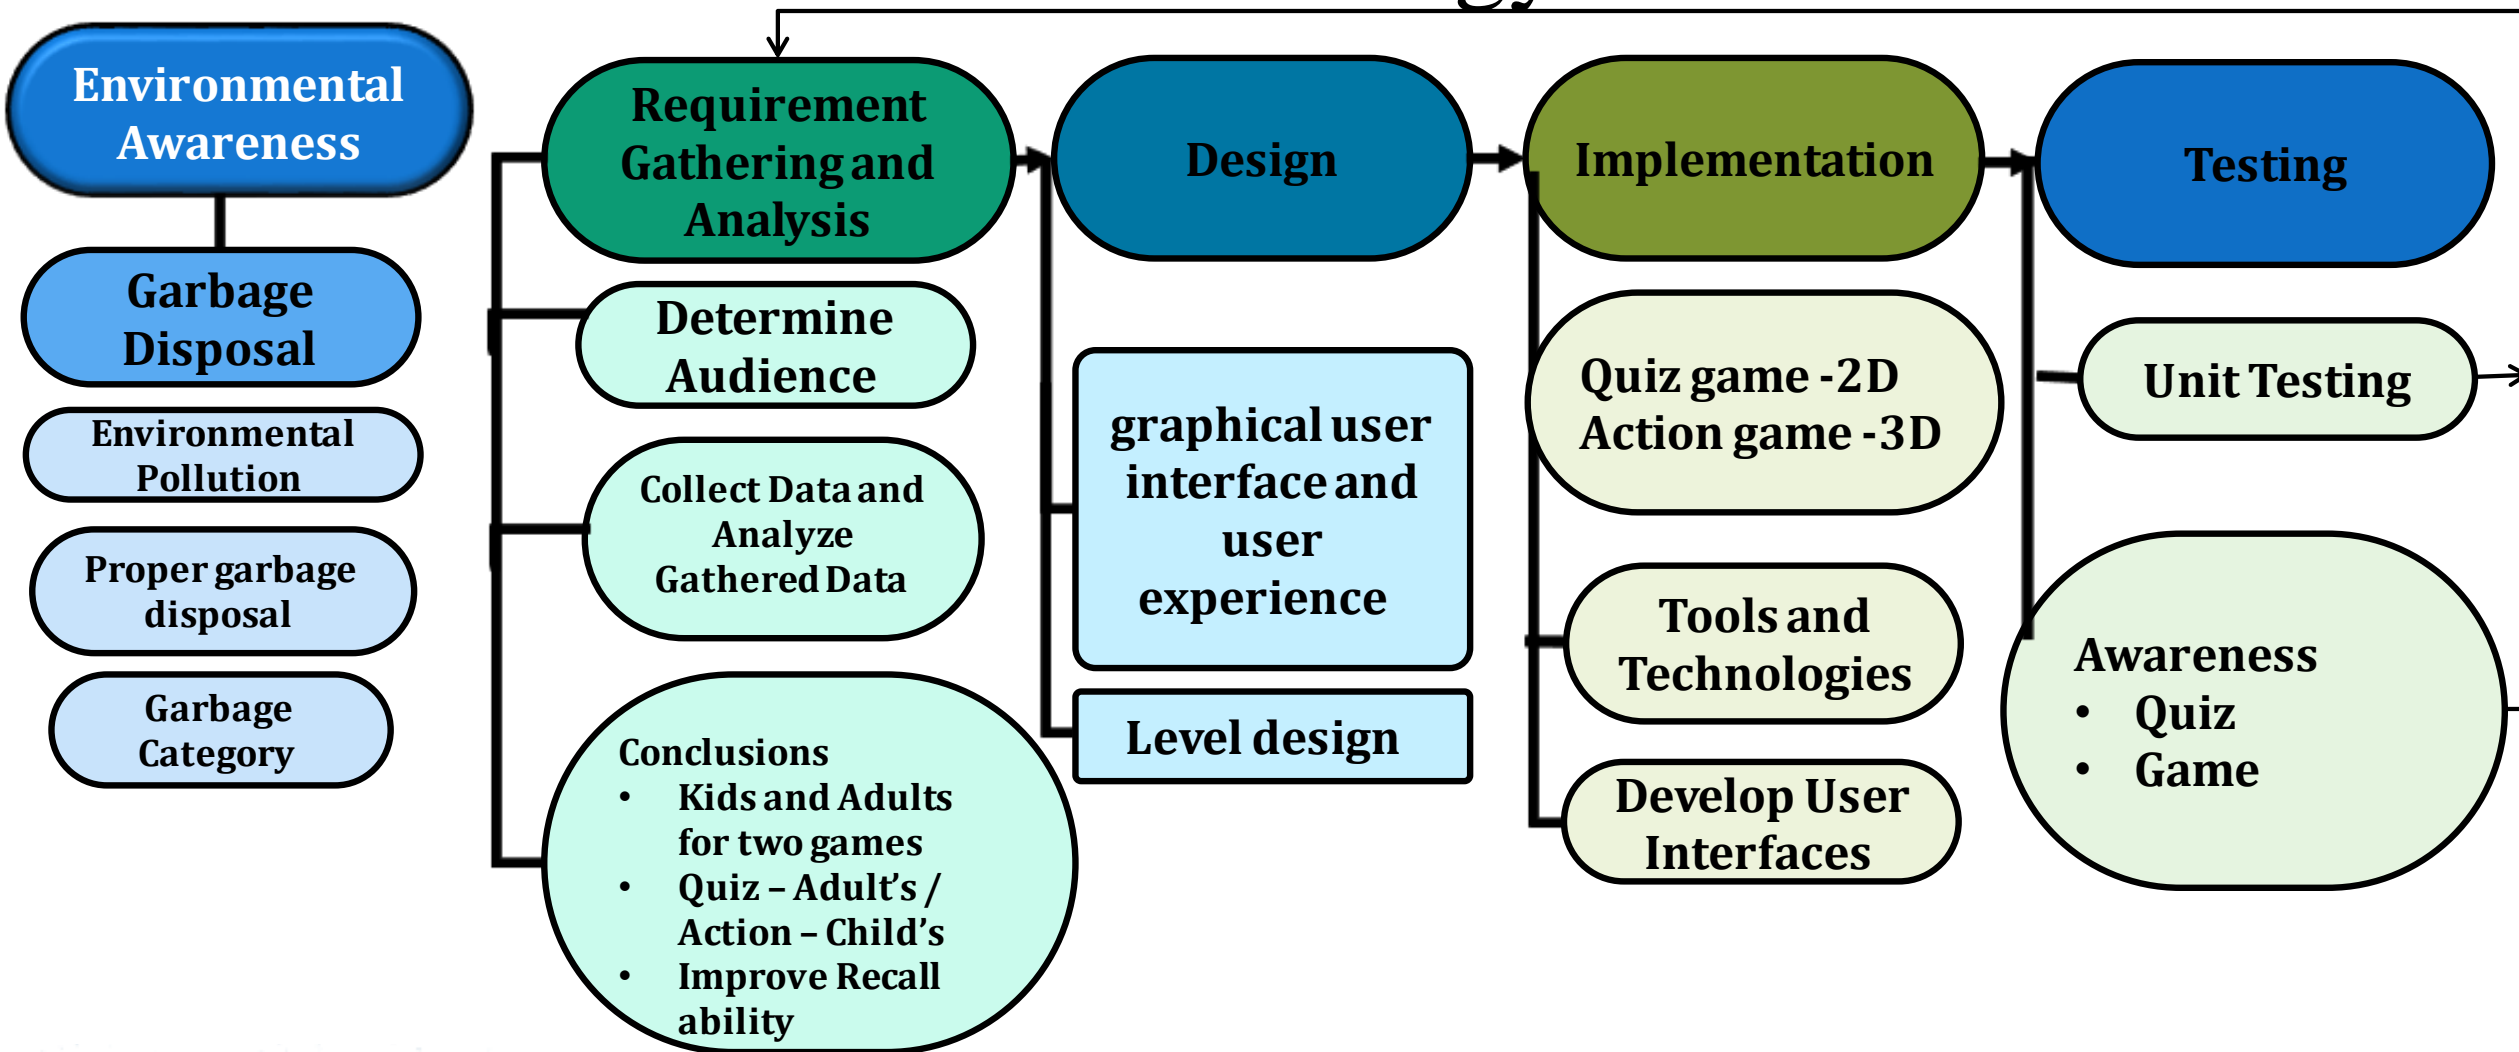 Environmental
Awareness
Garbage
Disposal
Environmental
Pollution
Proper garbage
disposal
Garbage
Category
Requirement
Gathering and
Analysis
Determine
Audience
Collect Data and
Analyze
Gathered Data
Conclusions
• Kids and Adults
for two games
• Quiz – Adult’s /
Action – Child’s
• Improve Recall
ability
Design
graphical user
interface and
user
experience
Level design
Implementation
Quiz game -2D
Action game -3D
Tools and
Technologies
Develop User
Interfaces
Testing
Unit Testing
Awareness
• Quiz
• Game